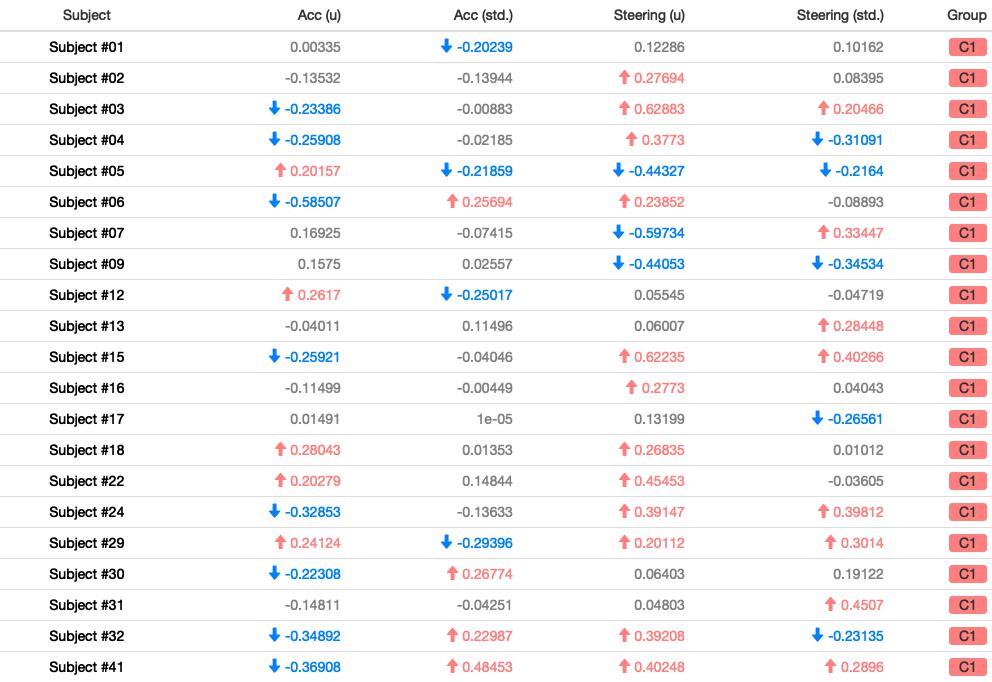 Subject Acc (u) Acc (std.) Steering (u) Steering (std.) Group
Subject #01 0.00335 -0.20239 0.12286 0.10162 C1
Subject #02 -0.13532 -0.13944 0.27694 0.08395 C1
Subject #03 -0.23386 -0.00883 0.62883 0.20466 C1
Subject #04 -0.25908 -0.02185 0.3773 -0.31091 C1
Subject #05 0.20157 -0.21859 -0.44327 -0.2164 C1
Subject #06 -0.58507 0.25694 0.23852 -0.08893 C1
Subject #07 0.16925 -0.07415 -0.59734 0.33447 C1
Subject #09 0.1575 0.02557 -0.44053 -0.34534 C1
Subject #12 0.2617 -0.25017 0.05545 -0.04719 C1
Subject #13 -0.04011 0.11496 0.06007 0.28448 C1
Subject #15 -0.25921 -0.04046 0.62235 0.40266 C1
Subject #16 -0.11499 -0.00449 0.2773 0.04043 C1
Subject #17 0.01491 1e-05 0.13199 -0.26561 C1
Subject #18 0.28043 0.01353 0.26835 0.01012 C1
Subject #22 0.20279 0.14844 0.45453 -0.03605 C1
Subject #24 -0.32853 -0.13633 0.39147 0.39812 C1
Subject #29 0.24124 -0.29396 0.20112 0.3014 C1
Subject #30 -0.22308 0.26774 0.06403 0.19122 C1
Subject #31 -0.14811 -0.04251 0.04803 0.4507 C1
Subject #32 -0.34892 0.22987 0.39208 -0.23135 C1
Subject #41 -0.36908 0.48453 0.40248 0.2896 C1